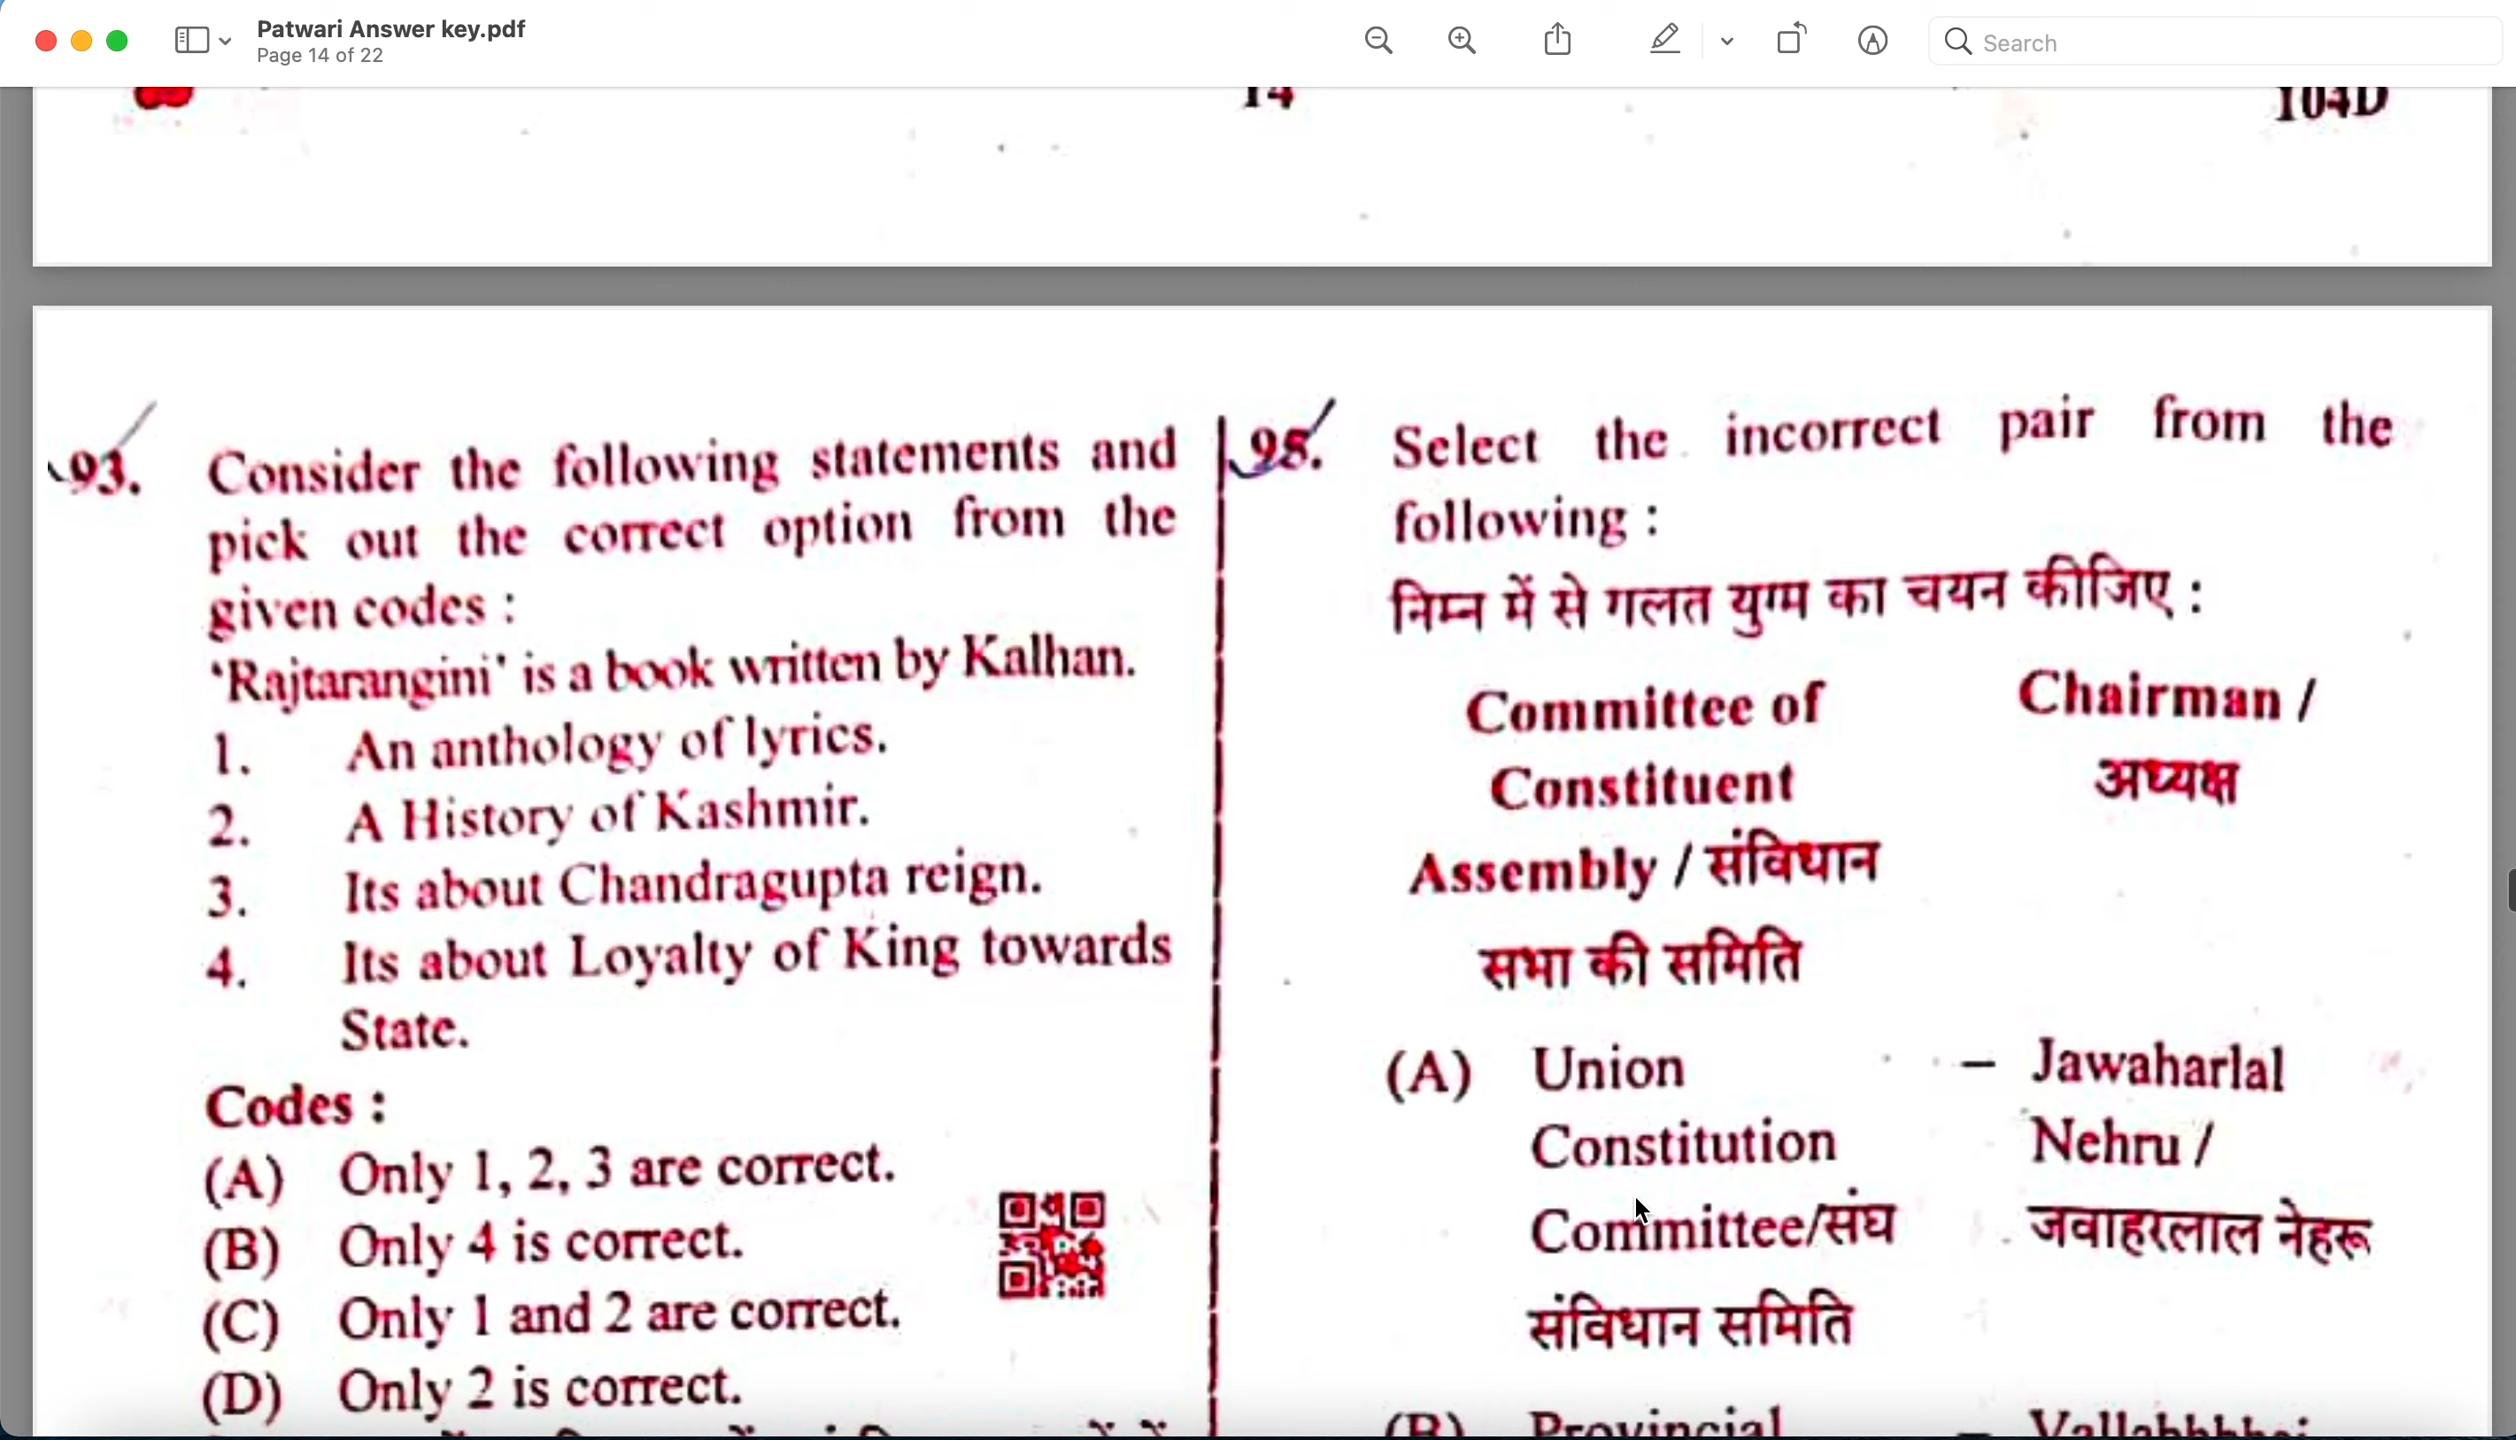 Patwari Answer key.pdf
Page 14 of 22
Search
14
104D
93. Consider the following statements and
pick out the correct option from the
given codes :
‘Rajtarangini’ is a book written by Kalhan.
1. An anthology of lyrics.
2. A History of Kashmir.
3. Its about Chandragupta reign.
4. Its about Loyalty of King towards
State.
Codes :
(A) Only 1, 2, 3 are correct.
(B) Only 4 is correct.
(C) Only 1 and 2 are correct.
(D) Only 2 is correct.
95. Select the incorrect pair from the
following :
निम्न में से गलत युग्म का चयन कीजिए :
Committee of
Constituent
Assembly / संविधान
सभा की समिति
Chairman /
अध्यक्ष
(A) Union – Jawaharlal
Constitution Nehru /
Committee/संघ जवाहरलाल नेहरू
संविधान समिति
(B) Provincial –